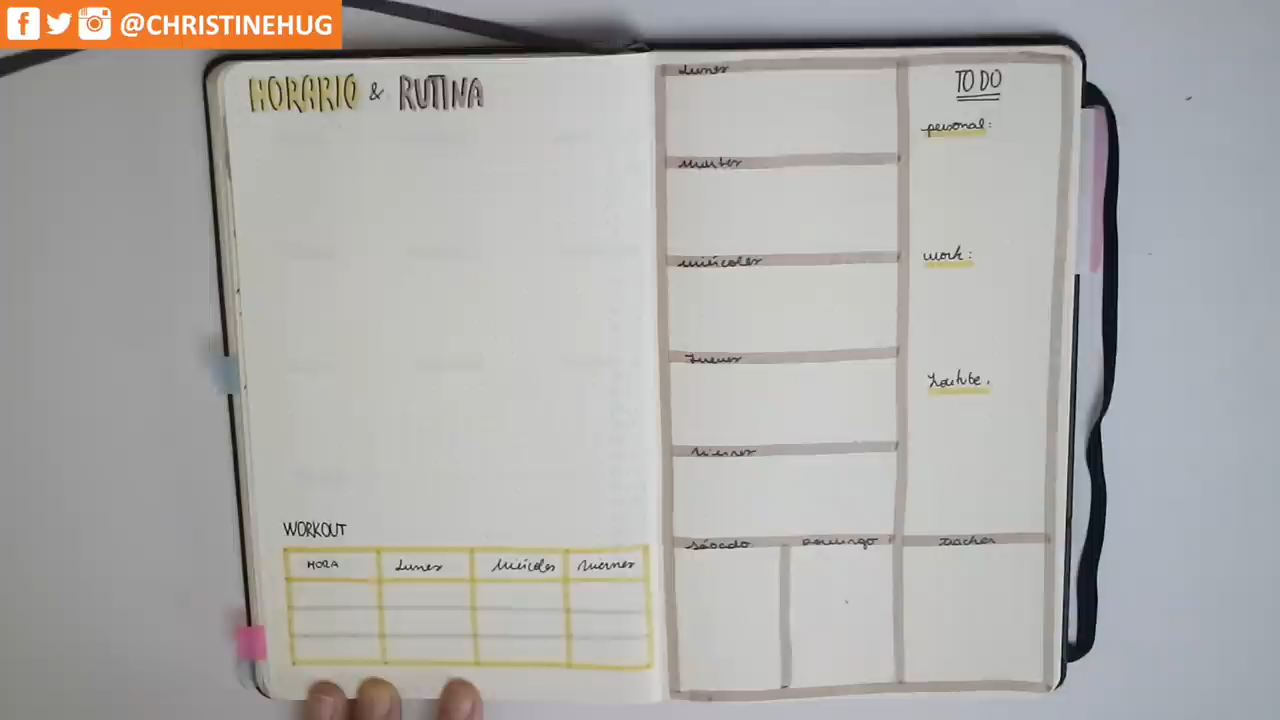 @CHRISTINEHUG
HORARIO & RUTINA
WORKOUT
HORA Lunes Miércoles Viernes
Lunes
martes
miércoles
Jueves
Viernes
sábado
Domingo
TO DO
personal:
work:
Youtube.
Tracker